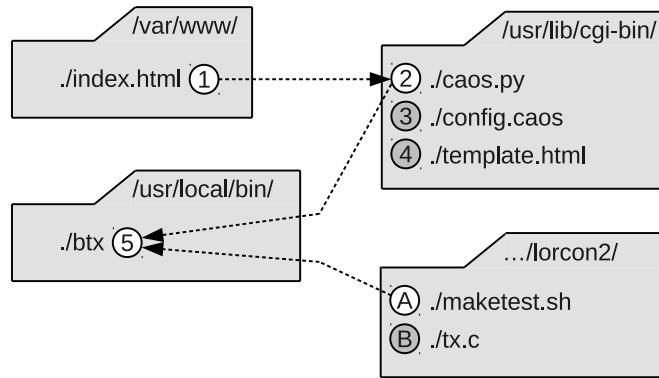 /var/www/
./index.html 1
/usr/lib/cgi-bin/
2 ./caos.py
3 ./config.caos
4 ./template.html
/usr/local/bin/
./btx 5
…/lorcon2/
A ./maketest.sh
B ./tx.c